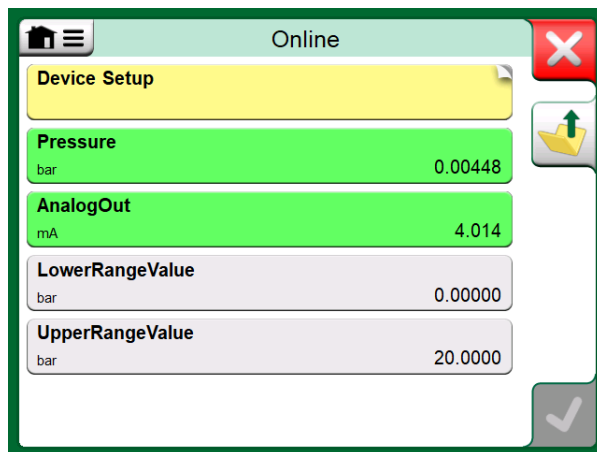 Online
Device Setup
Pressure
bar 0.00448
AnalogOut
mA 4.014
LowerRangeValue
bar 0.00000
UpperRangeValue
bar 20.0000